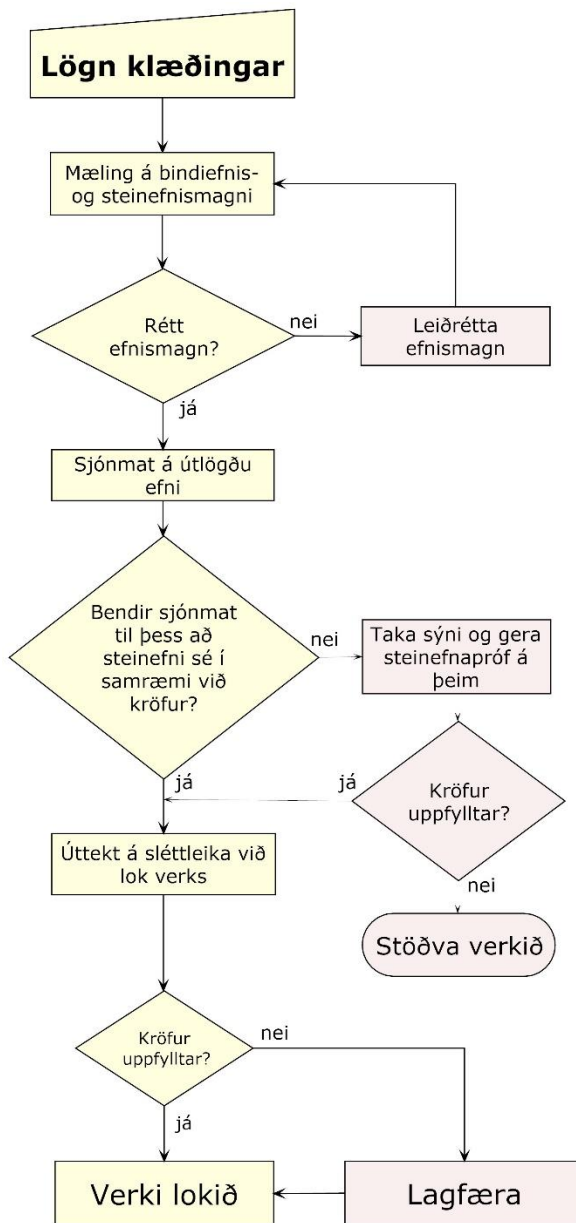 Lögn klæðingar
Mæling á bindiefnis-
og steinefnismagni
Rétt
efnismagn?
nei
Leiðrétta
efnismagn
já
Sjónmat á útlögðu
efni
Bendir sjónmat
til þess að
steinefni sé í
samræmi við
kröfur?
nei
Taka sýni og gera
steinefnapróf á
þeim
já
já
Kröfur
uppfylltar?
nei
Stöðva verkið
Úttekt á sléttleika við
lok verks
Kröfur
uppfylltar?
nei
já
Verki lokið
Lagfæra